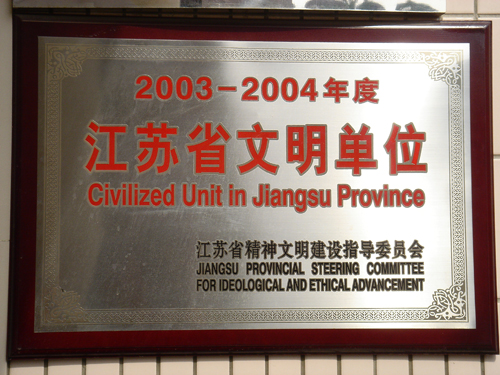 2003-2004年度
江苏省文明单位
Civilized Unit in Jiangsu Province
江苏省精神文明建设指导委员会
JIANGSU PROVINCIAL STEERING COMMITTEE
FOR IDEOLOGICAL AND ETHICAL ADVANCEMENT